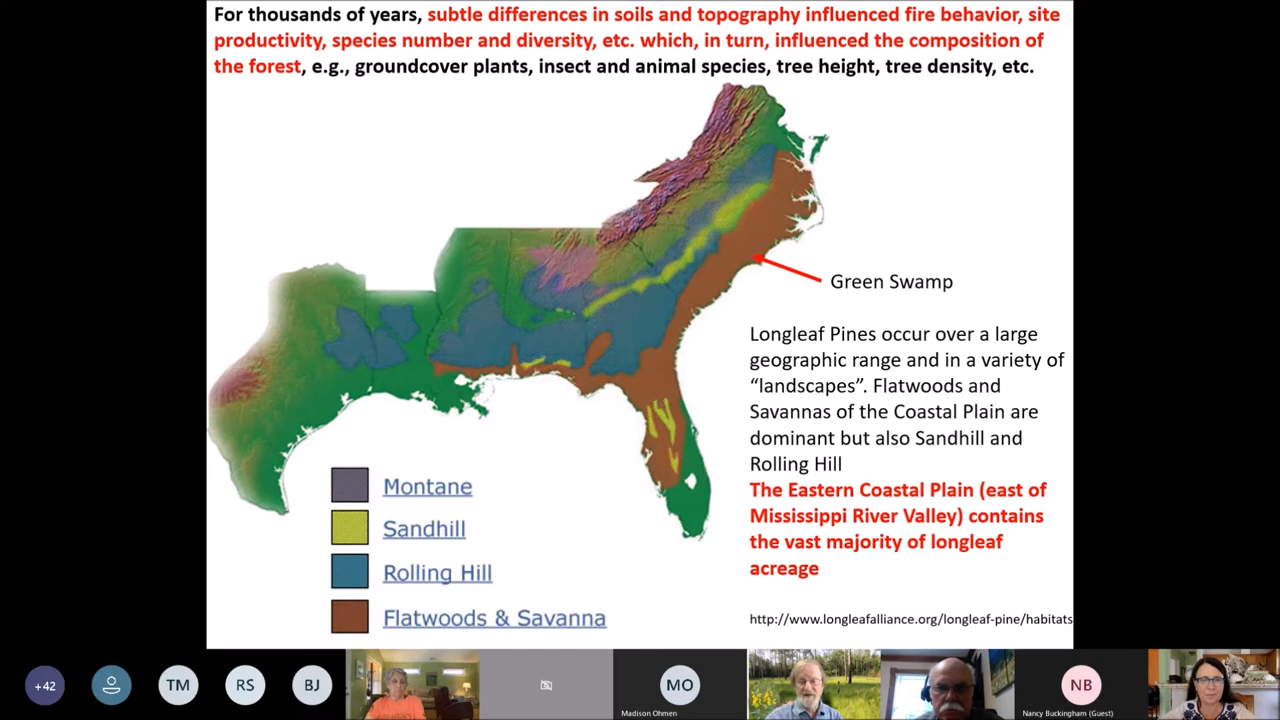 For thousands of years, subtle differences in soils and topography influenced fire behavior, site
productivity, species number and diversity, etc. which, in turn, influenced the composition of
the forest, e.g., groundcover plants, insect and animal species, tree height, tree density, etc.
Green Swamp
Longleaf Pines occur over a large
geographic range and in a variety of
“landscapes”. Flatwoods and
Savannas of the Coastal Plain are
dominant but also Sandhill and
Rolling Hill
The Eastern Coastal Plain (east of
Mississippi River Valley) contains
the vast majority of longleaf
acreage
Montane
Sandhill
Rolling Hill
Flatwoods & Savanna
http://www.longleafalliance.org/longleaf-pine/habitats
+42
TM
RS
BJ
MO
NB
Madison Ohmen
Nancy Buckingham (Guest)